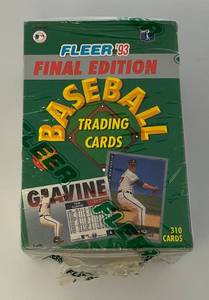 FLEER '93
FINAL EDITION
BASEBALL
TRADING
CARDS
GLAVINE
310
CARDS